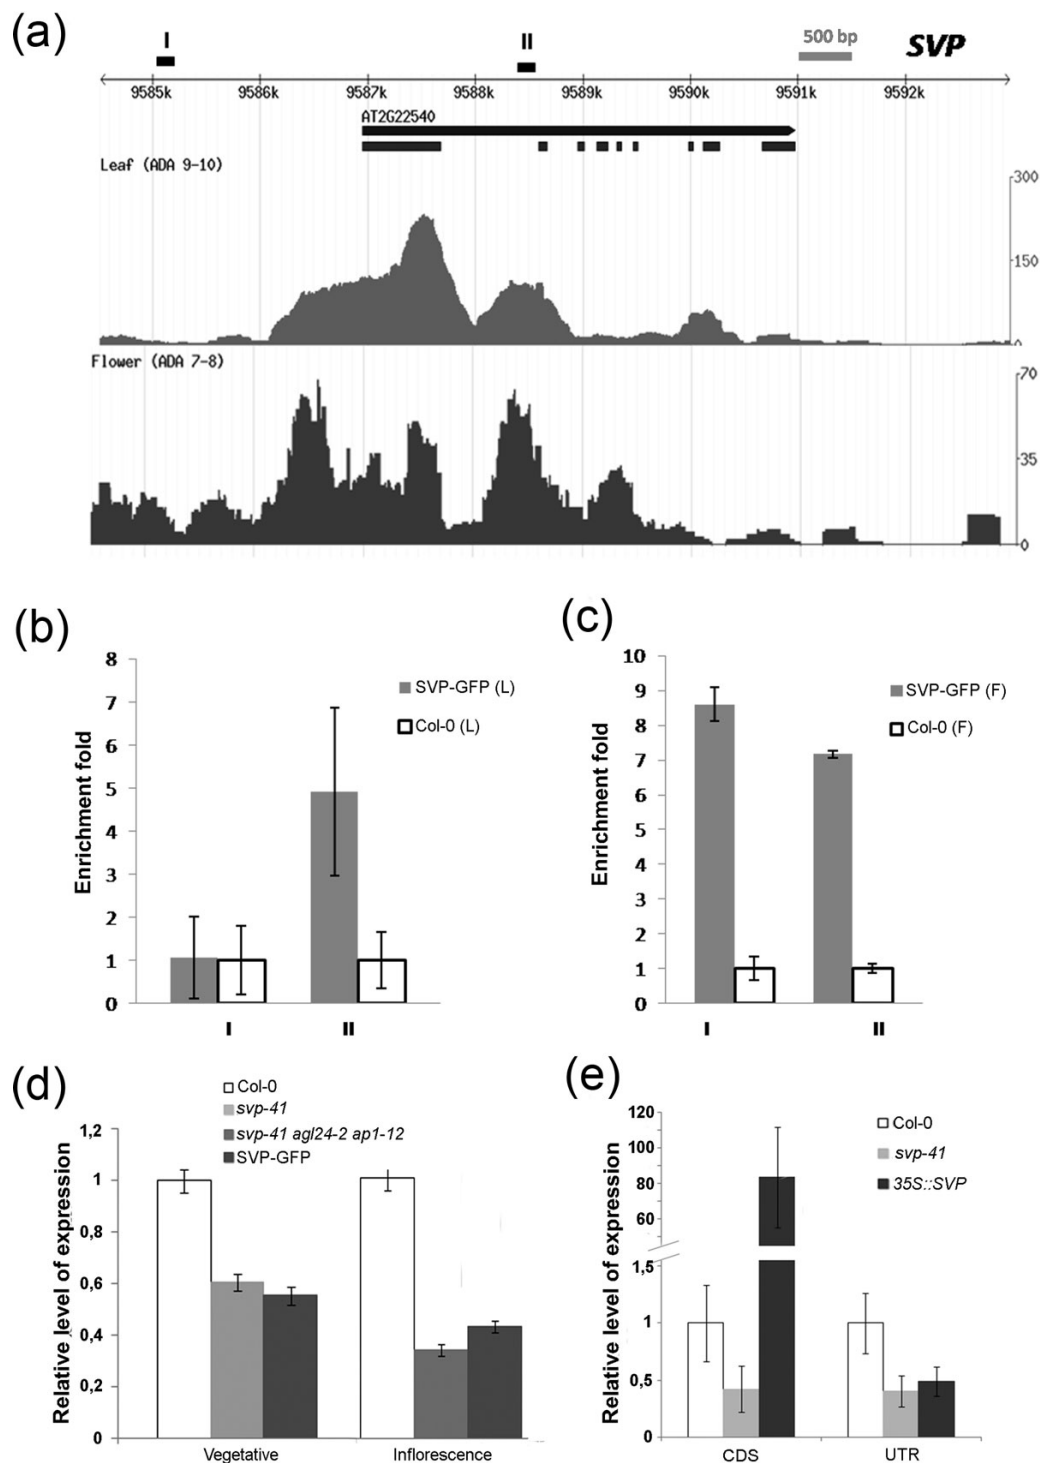 (a)
I
II
500 bp
SVP
9585k 9586k 9587k 9588k 9589k 9590k 9591k 9592k
AT2G22540
Leaf (ADA 9-10)
300
150
0
Flower (ADA 7-8)
70
35
0
(b)
8
7
6
5
4
3
2
1
0
Enrichment fold
SVP-GFP (L)
Col-0 (L)
I II
(c)
10
9
8
7
6
5
4
3
2
1
0
Enrichment fold
SVP-GFP (F)
Col-0 (F)
I II
(d)
Col-0
svp-41
svp-41 agl24-2 ap1-12
SVP-GFP
1,2
1
0,8
0,6
0,4
0,2
0
Relative level of expression
Vegetative Inflorescence
(e)
120
100
80
60
1,5
1
0,5
0
Relative level of expression
Col-0
svp-41
35S::SVP
CDS UTR